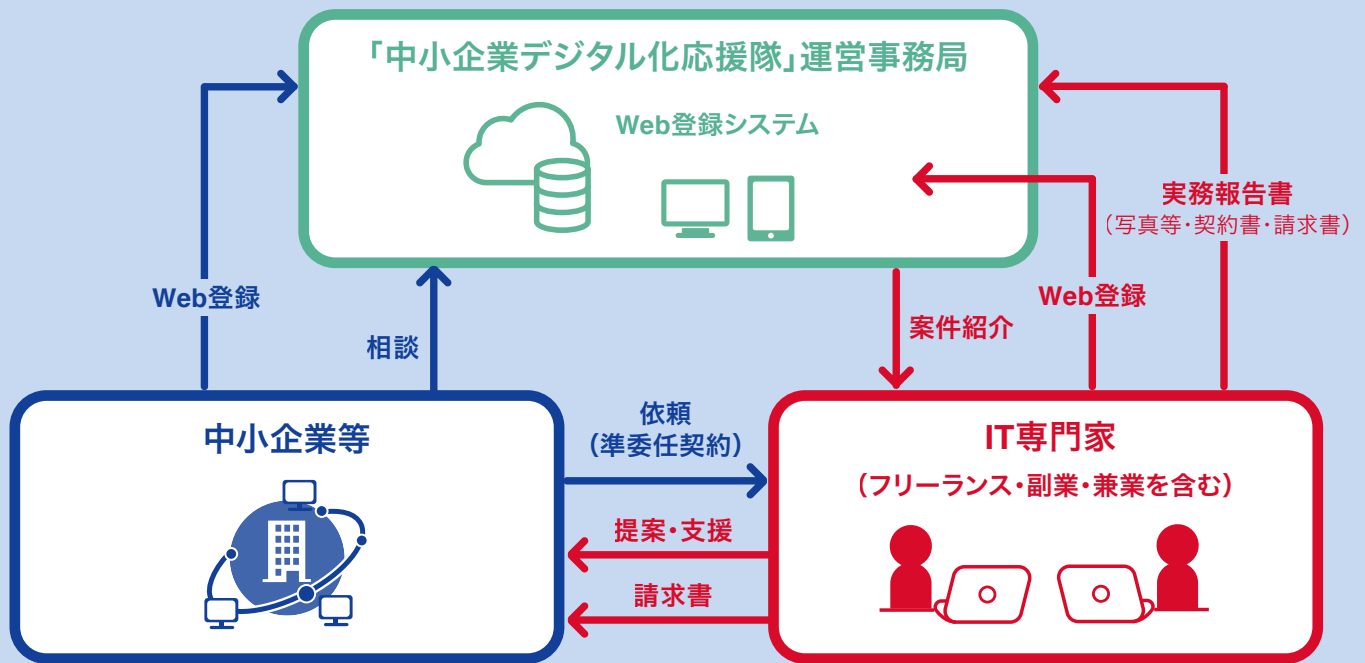 「中小企業デジタル化応援隊」運営事務局
Web登録システム
実務報告書
（写真等・契約書・請求書）
Web登録
Web登録
相談
案件紹介
中小企業等
依頼
（準委任契約）
提案・支援
請求書
IT専門家
（フリーランス・副業・兼業を含む）